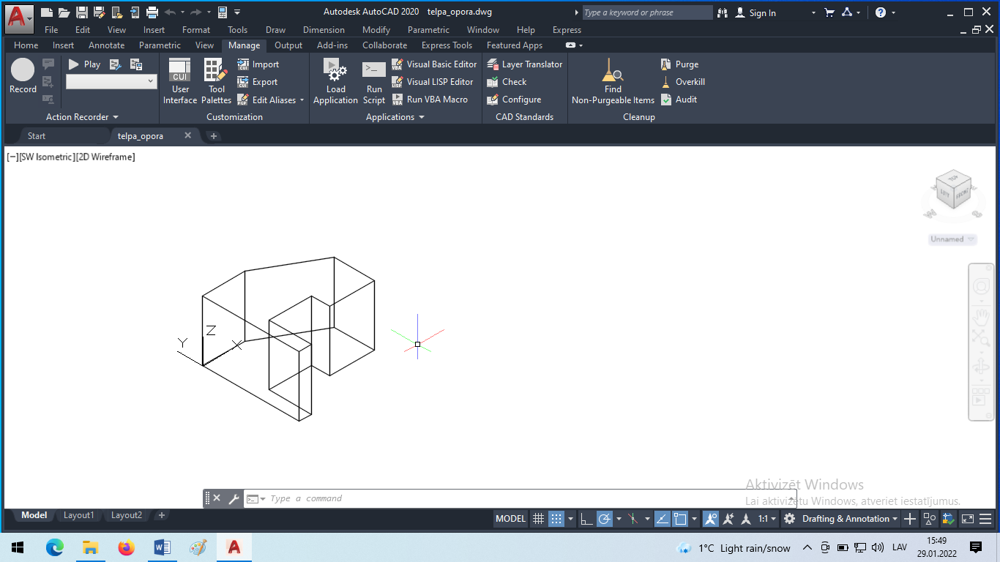 Autodesk AutoCAD 2020 telpa_opora.dwg
Type a keyword or phrase
Sign In
File Edit View Insert Format Tools Draw Dimension Modify Parametric Window Help Express
Home Insert Annotate Parametric View Manage Output Add-ins Collaborate Express Tools Featured Apps
Record
Play
Action Recorder
CUI
User
Interface
Tool
Palettes
Import
Export
Edit Aliases
Customization
Load
Application
Run
Script
Visual Basic Editor
Visual LISP Editor
Run VBA Macro
Applications
Layer Translator
Check
Configure
CAD Standards
Find
Non-Purgeable Items
Purge
Overkill
Audit
Cleanup
Start telpa_opora
[−][SW Isometric][2D Wireframe]
TOP
LEFT FRONT
W S
Unnamed
Z
Y X
Aktivizēt Windows
Lai aktivizētu Windows, atveriet iestatījumus.
Type a command
Model Layout1 Layout2
MODEL 1:1 Drafting & Annotation
1°C Light rain/snow LAV
15:49
29.01.2022